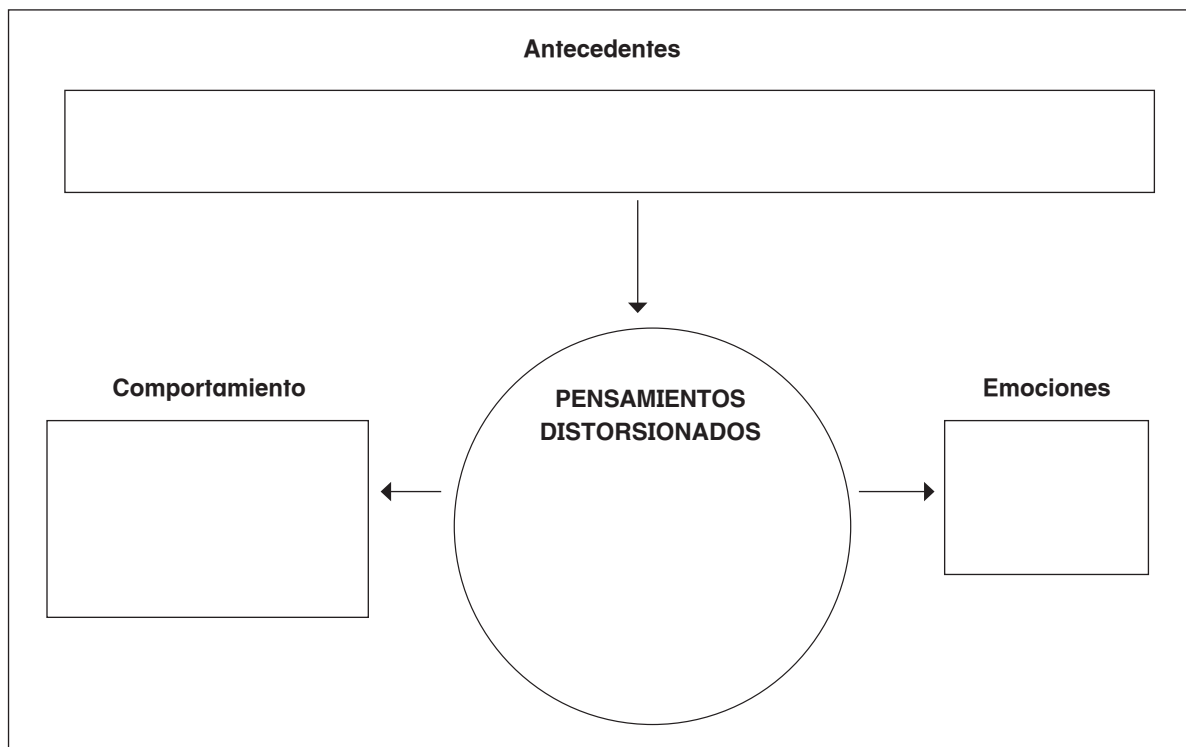 Antecedentes
Comportamiento
PENSAMIENTOS
DISTORSIONADOS
Emociones